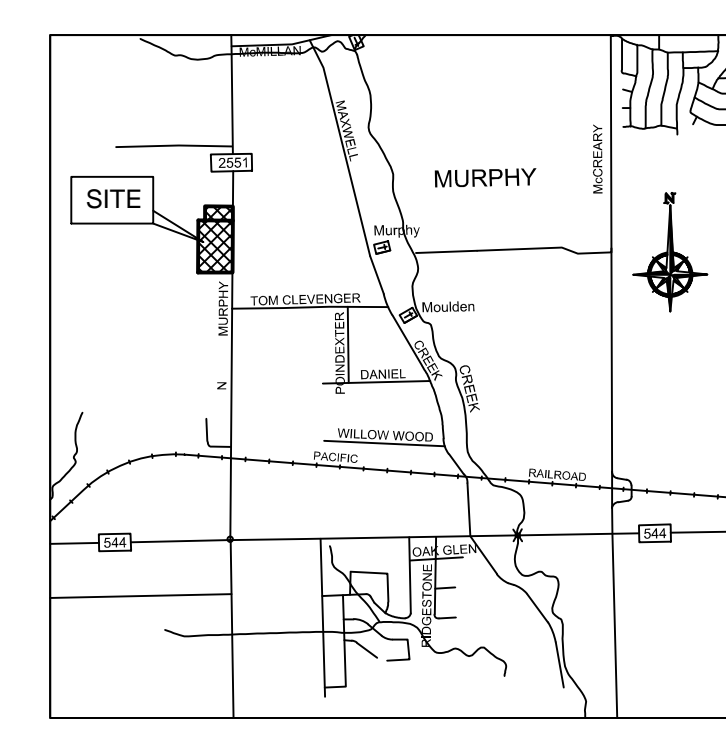 McMILLAN
MAXWELL
2551
McCREARY
MURPHY
SITE
N
Murphy
MURPHY
TOM CLEVENGER
Moulden
POINDEXTER
CREEK
CREEK
DANIEL
N
WILLOW WOOD
PACIFIC
RAILROAD
544
544
OAK GLEN
RIDGESTONE